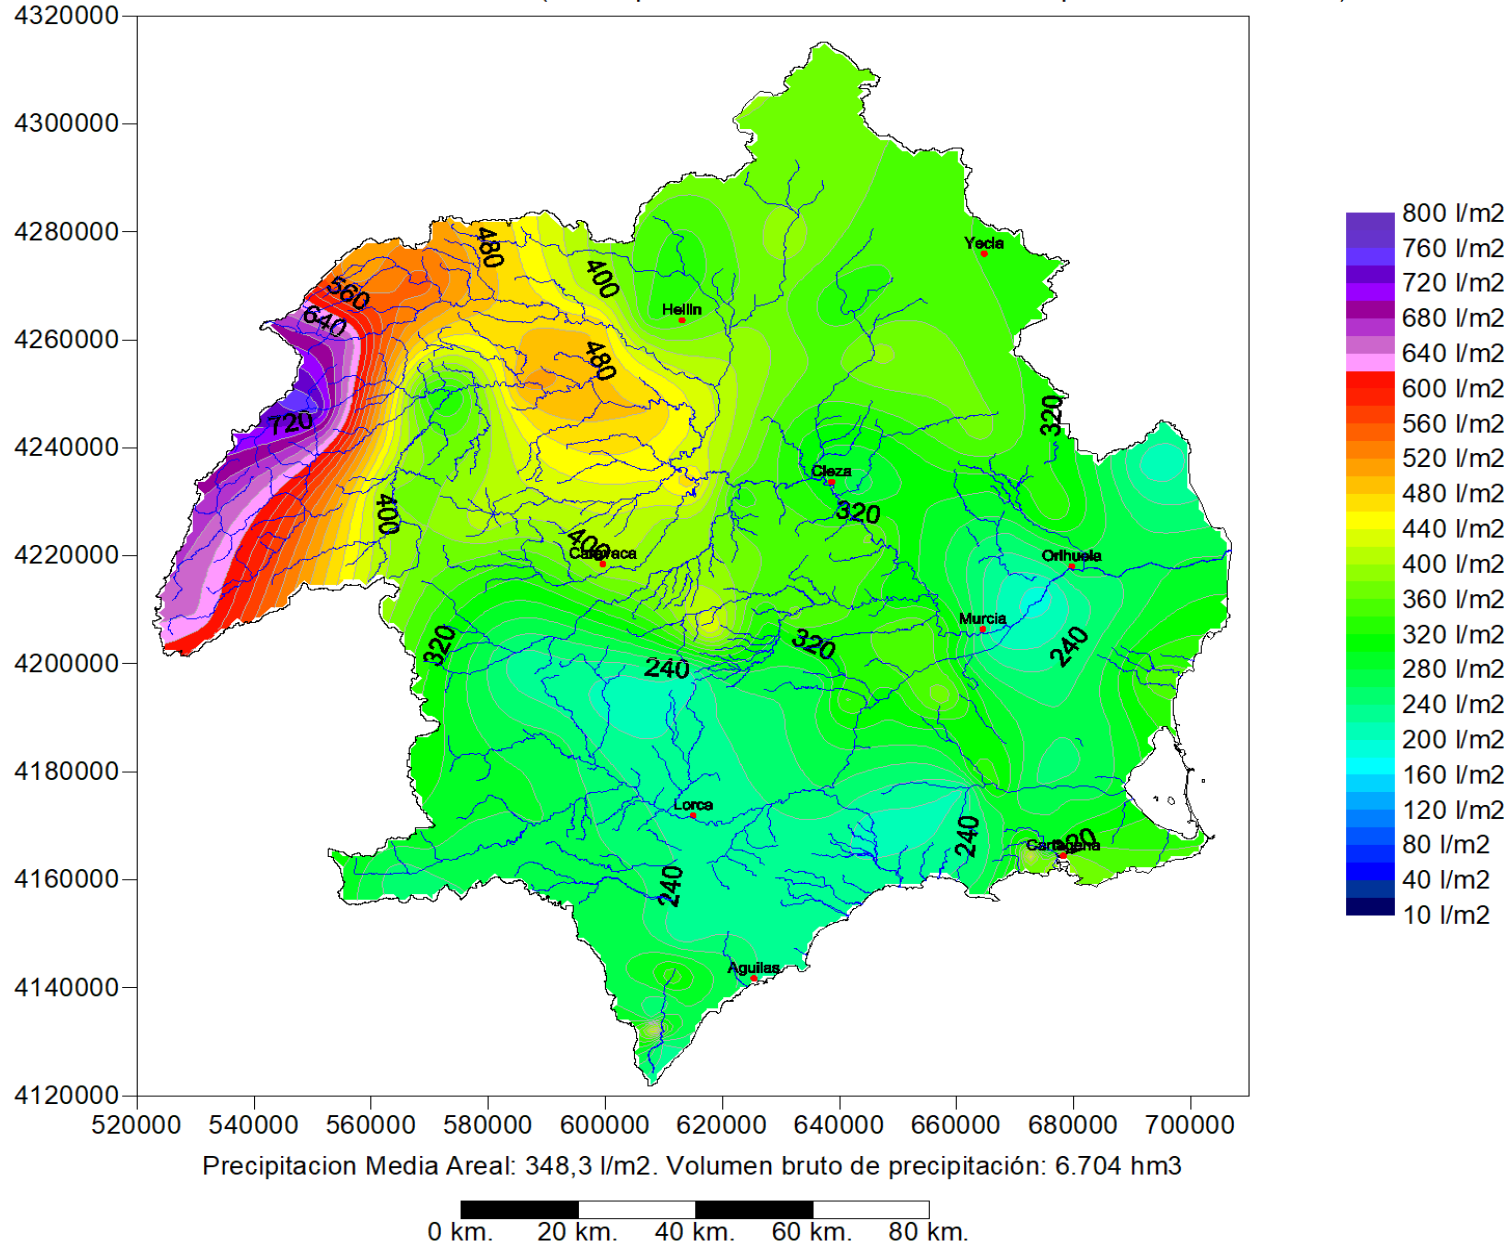 4320000
4300000
4280000
4260000
4240000
4220000
4200000
4180000
4160000
4140000
4120000
520000 540000 560000 580000 600000 620000 640000 660000 680000 700000
480
400
560
640
480
720
400
400
320
320
320
320
240
240
240
240
320
Yecla
Hellin
Cieza
Caravaca
Orihuela
Murcia
Lorca
Cartagena
Aguilas
800 l/m2
760 l/m2
720 l/m2
680 l/m2
640 l/m2
600 l/m2
560 l/m2
520 l/m2
480 l/m2
440 l/m2
400 l/m2
360 l/m2
320 l/m2
280 l/m2
240 l/m2
200 l/m2
160 l/m2
120 l/m2
80 l/m2
40 l/m2
10 l/m2
Precipitacion Media Areal: 348,3 l/m2. Volumen bruto de precipitación: 6.704 hm3
0 km. 20 km. 40 km. 60 km. 80 km.